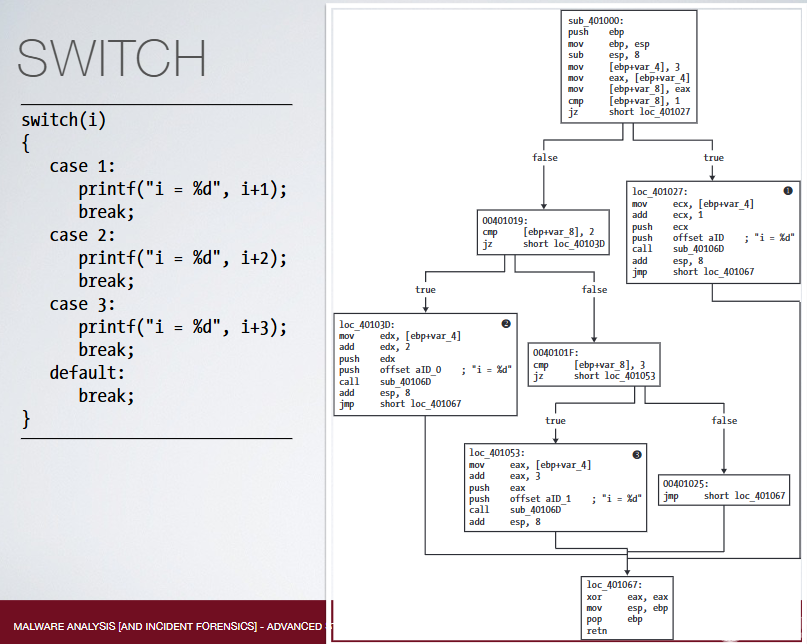 SWITCH
switch(i)
{
case 1:
printf("i = %d", i+1);
break;
case 2:
printf("i = %d", i+2);
break;
case 3:
printf("i = %d", i+3);
break;
default:
break;
}
sub_401000:
push ebp
mov ebp, esp
sub esp, 8
mov [ebp+var_4], 3
mov eax, [ebp+var_4]
mov [ebp+var_8], eax
cmp [ebp+var_8], 1
jz short loc_401027
false
true
loc_401027: ❶
mov ecx, [ebp+var_4]
add ecx, 1
push ecx
push offset aID ; "i = %d"
call sub_40106D
add esp, 8
jmp short loc_401067
00401019:
cmp [ebp+var_8], 2
jz short loc_40103D
true
false
loc_40103D: ❷
mov edx, [ebp+var_4]
add edx, 2
push edx
push offset aID_0 ; "i = %d"
call sub_40106D
add esp, 8
jmp short loc_401067
0040101F:
cmp [ebp+var_8], 3
jz short loc_401053
true
false
loc_401053: ❸
mov eax, [ebp+var_4]
add eax, 3
push eax
push offset aID_1 ; "i = %d"
call sub_40106D
add esp, 8
00401025:
jmp short loc_401067
loc_401067:
xor eax, eax
mov esp, ebp
pop ebp
retn
MALWARE ANALYSIS [AND INCIDENT FORENSICS] - ADVANCED